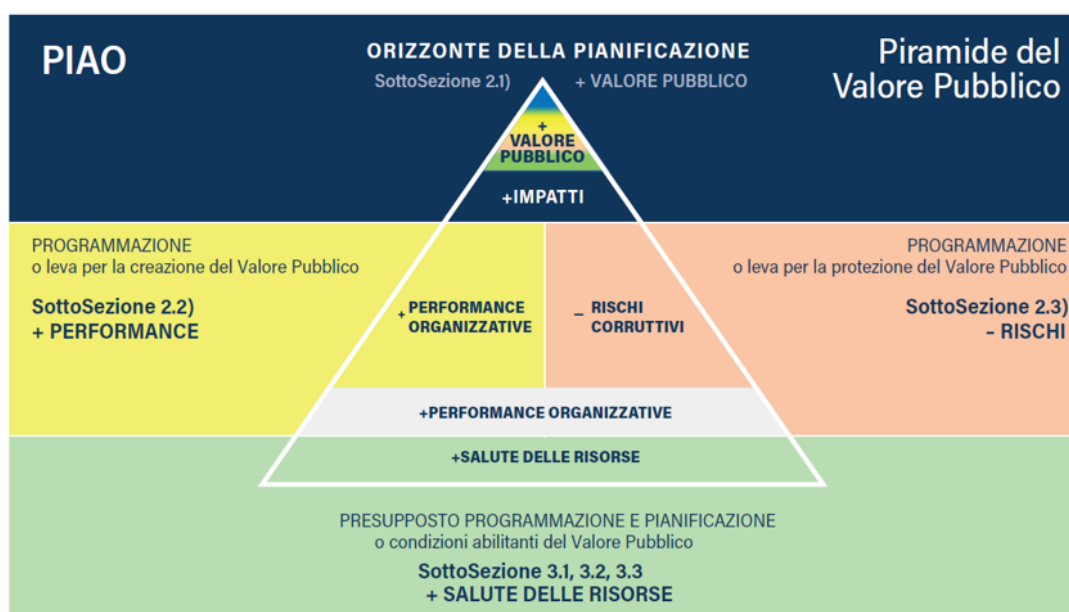 PIAO
ORIZZONTE DELLA PIANIFICAZIONE
SottoSezione 2.1) + VALORE PUBBLICO
Piramide del
Valore Pubblico
+
VALORE
PUBBLICO
+IMPATTI
PROGRAMMAZIONE
o leva per la creazione del Valore Pubblico
SottoSezione 2.2)
+ PERFORMANCE
+ PERFORMANCE
ORGANIZZATIVE
– RISCHI
CORRUTTIVI
PROGRAMMAZIONE
o leva per la protezione del Valore Pubblico
SottoSezione 2.3)
– RISCHI
+PERFORMANCE ORGANIZZATIVE
+SALUTE DELLE RISORSE
PRESUPPOSTO PROGRAMMAZIONE E PIANIFICAZIONE
o condizioni abilitanti del Valore Pubblico
SottoSezione 3.1, 3.2, 3.3
+ SALUTE DELLE RISORSE